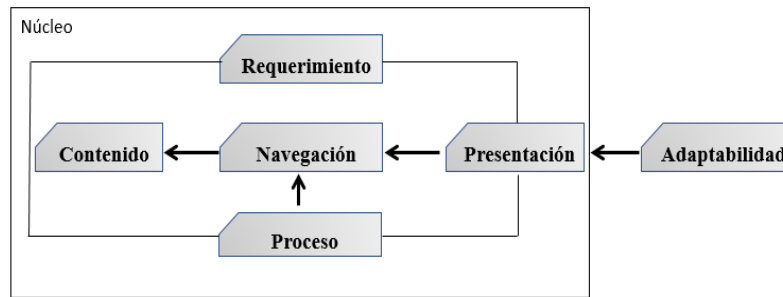 Núcleo
Requerimiento
Contenido
Navegación
Presentación
Adaptabilidad
Proceso